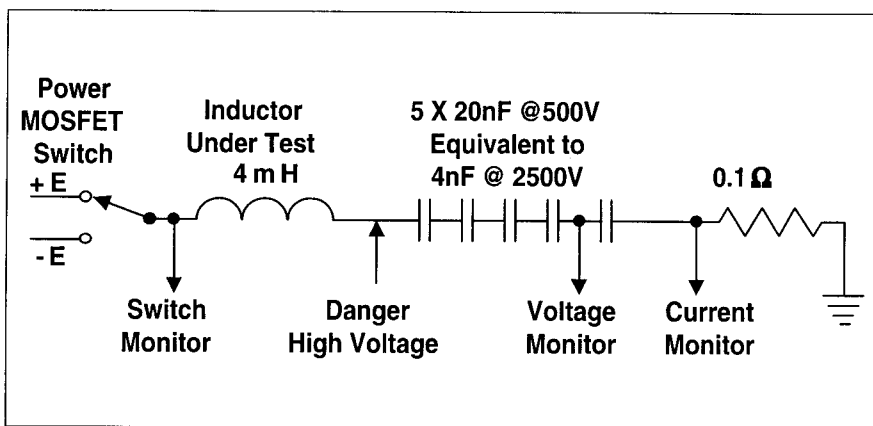 Power
MOSFET
Switch
+ E
- E
Inductor
Under Test
4 m H
5 X 20nF @500V
Equivalent to
4nF @ 2500V
0.1 Ω
Switch
Monitor
Danger
High Voltage
Voltage
Monitor
Current
Monitor